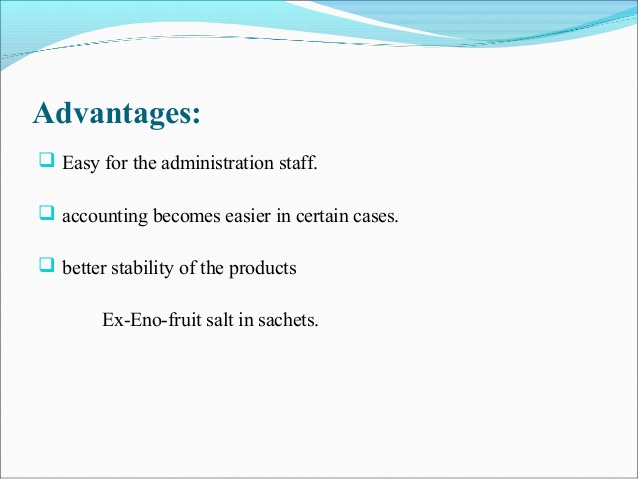 Advantages:
Easy for the administration staff.
accounting becomes easier in certain cases.
better stability of the products
Ex-Eno-fruit salt in sachets.